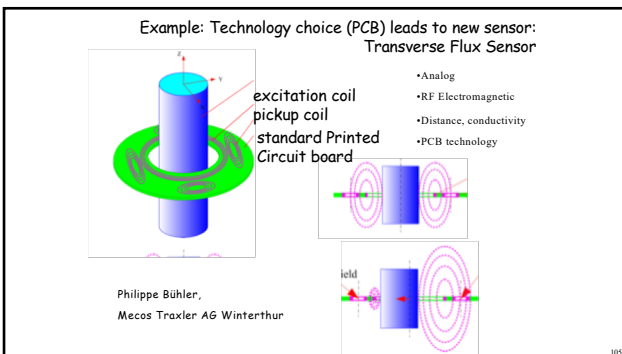 Example: Technology choice (PCB) leads to new sensor:
Transverse Flux Sensor
Z
Y
excitation coil
pickup coil
standard Printed
Circuit board
•Analog
•RF Electromagnetic
•Distance, conductivity
•PCB technology
ield
Philippe Bühler,
Mecos Traxler AG Winterthur
105